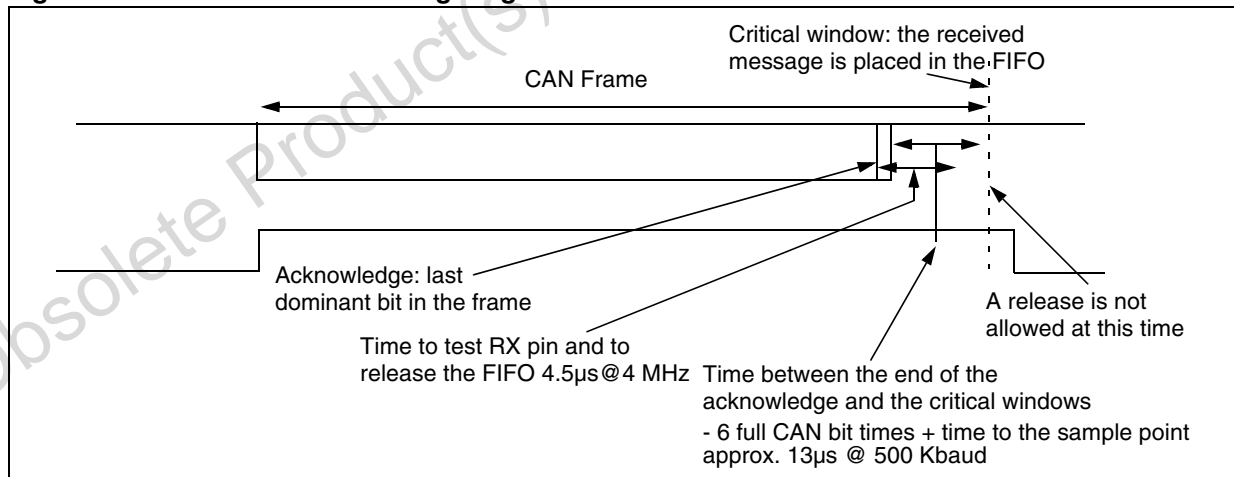 Critical window: the received
message is placed in the FIFO
CAN Frame
Acknowledge: last
dominant bit in the frame
A release is not
allowed at this time
Time to test RX pin and to
release the FIFO 4.5µs@4 MHz
Time between the end of the
acknowledge and the critical windows
- 6 full CAN bit times + time to the sample point
approx. 13µs @ 500 Kbaud
Obsolete Product(s)